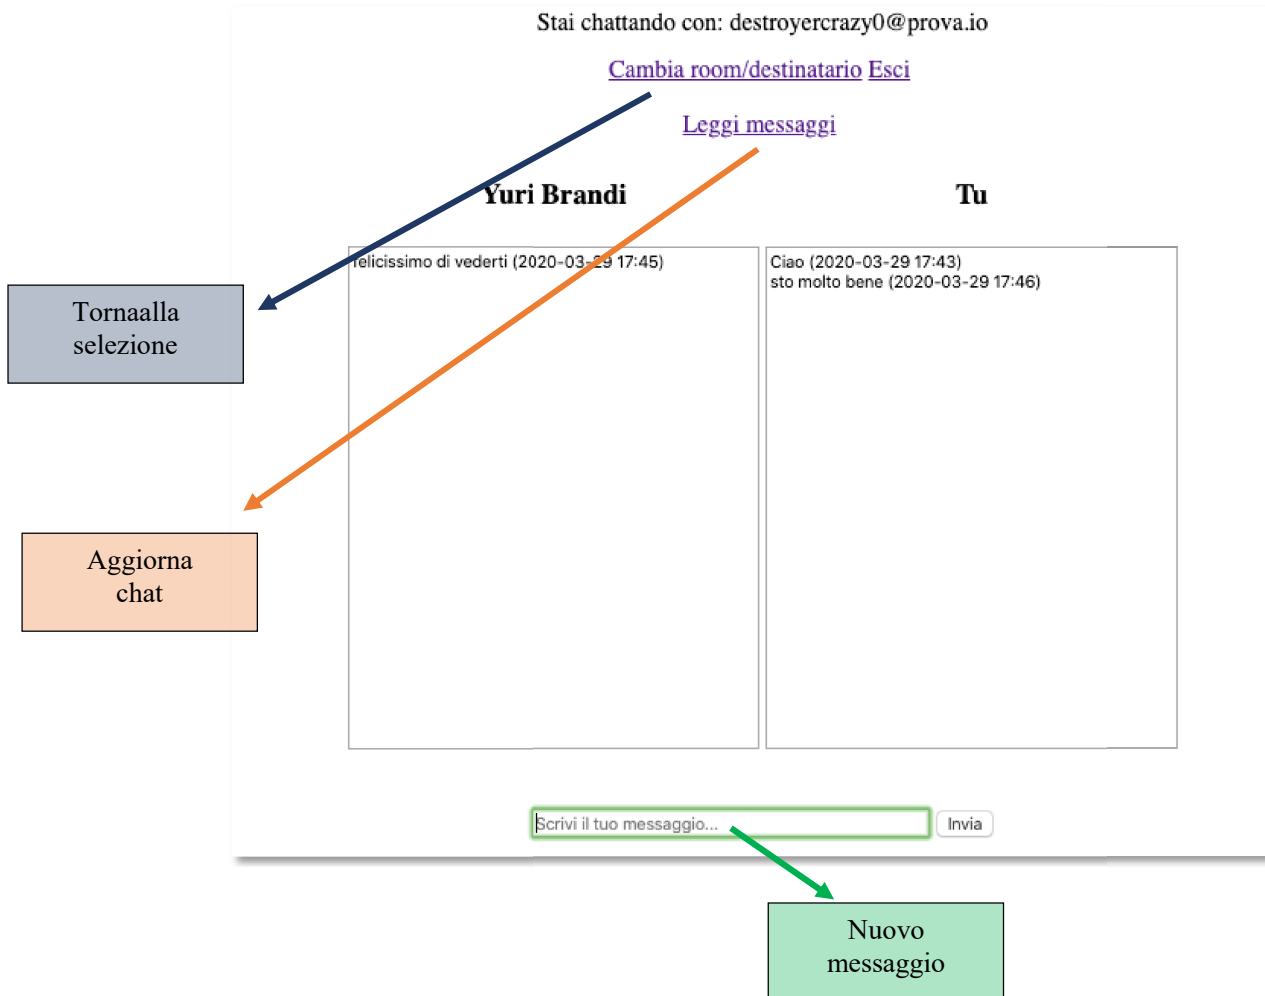 Stai chattando con: destroyercrazy0@prova.io
Cambia room/destinatario Esci
Leggi messaggi
Yuri Brandi
Tu
felicissimo di vederti (2020-03-29 17:45)
Ciao (2020-03-29 17:43)
sto molto bene (2020-03-29 17:46)
Tornaalla
selezione
Aggiorna
chat
Scrivi il tuo messaggio...
Invia
Nuovo
messaggio